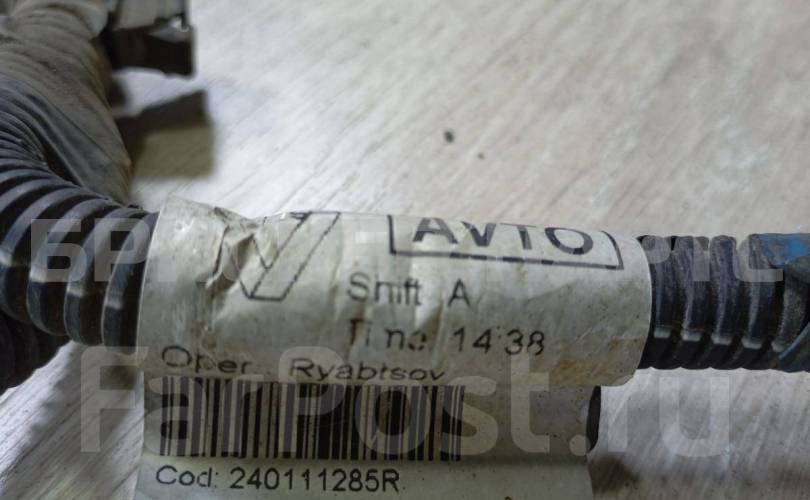 AVTO
Shift A
Time 14:38
Oper Ryabtsov
Cod: 240111285R
FarPost.ru